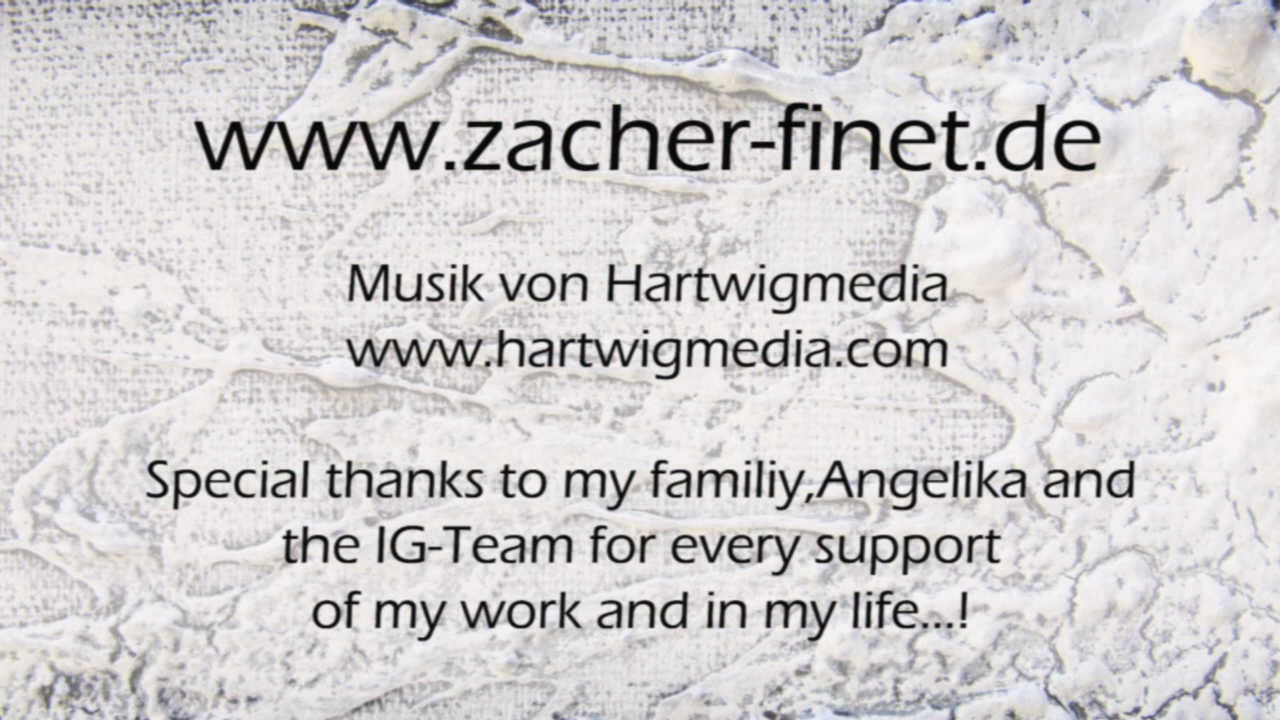 www.zacher-finet.de
Musik von Hartwigmedia
www.hartwigmedia.com
Special thanks to my familiy,Angelika and
the IG-Team for every support
of my work and in my life...!